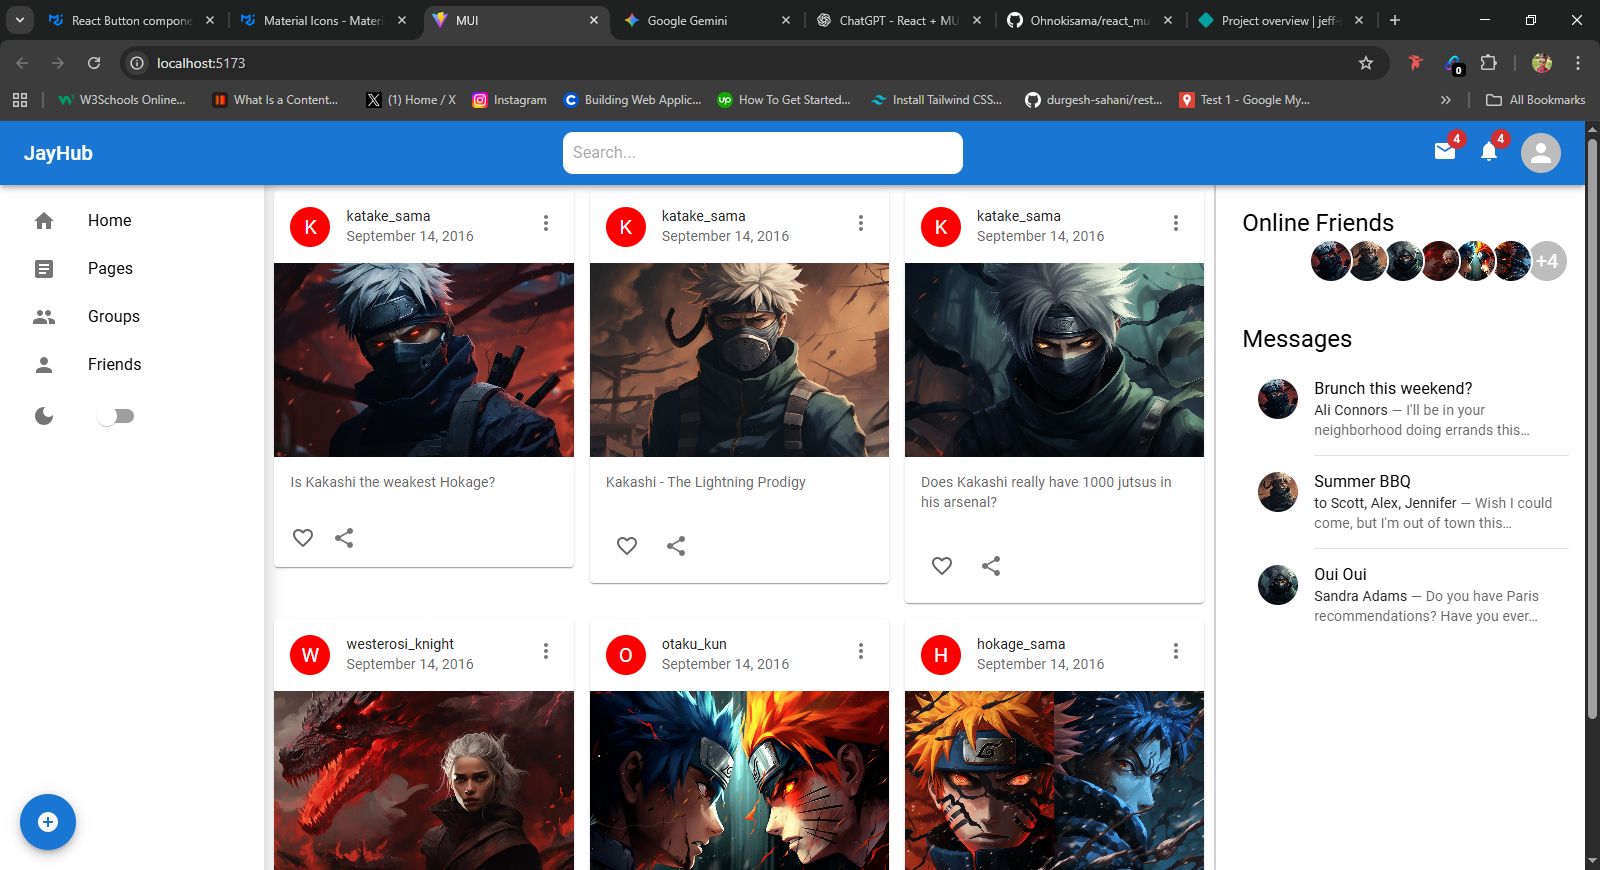 React Button compone
Material Icons - Materi
MUI
Google Gemini
ChatGPT - React + MU
Ohnokisama/react_mu
Project overview | jeff-
localhost:5173
0
W3Schools Online...
What Is a Content...
(1) Home / X
Instagram
Building Web Applic...
How To Get Started...
Install Tailwind CSS...
durgesh-sahani/rest...
Test 1 - Google My...
All Bookmarks
JayHub
Search...
4
4
Home
Pages
Groups
Friends
K
katake_sama
September 14, 2016
Is Kakashi the weakest Hokage?
K
katake_sama
September 14, 2016
Kakashi - The Lightning Prodigy
K
katake_sama
September 14, 2016
Does Kakashi really have 1000 jutsus in
his arsenal?
W
westerosi_knight
September 14, 2016
O
otaku_kun
September 14, 2016
H
hokage_sama
September 14, 2016
Online Friends
+4
Messages
Brunch this weekend?
Ali Connors — I'll be in your
neighborhood doing errands this…
Summer BBQ
to Scott, Alex, Jennifer — Wish I could
come, but I'm out of town this…
Oui Oui
Sandra Adams — Do you have Paris
recommendations? Have you ever…